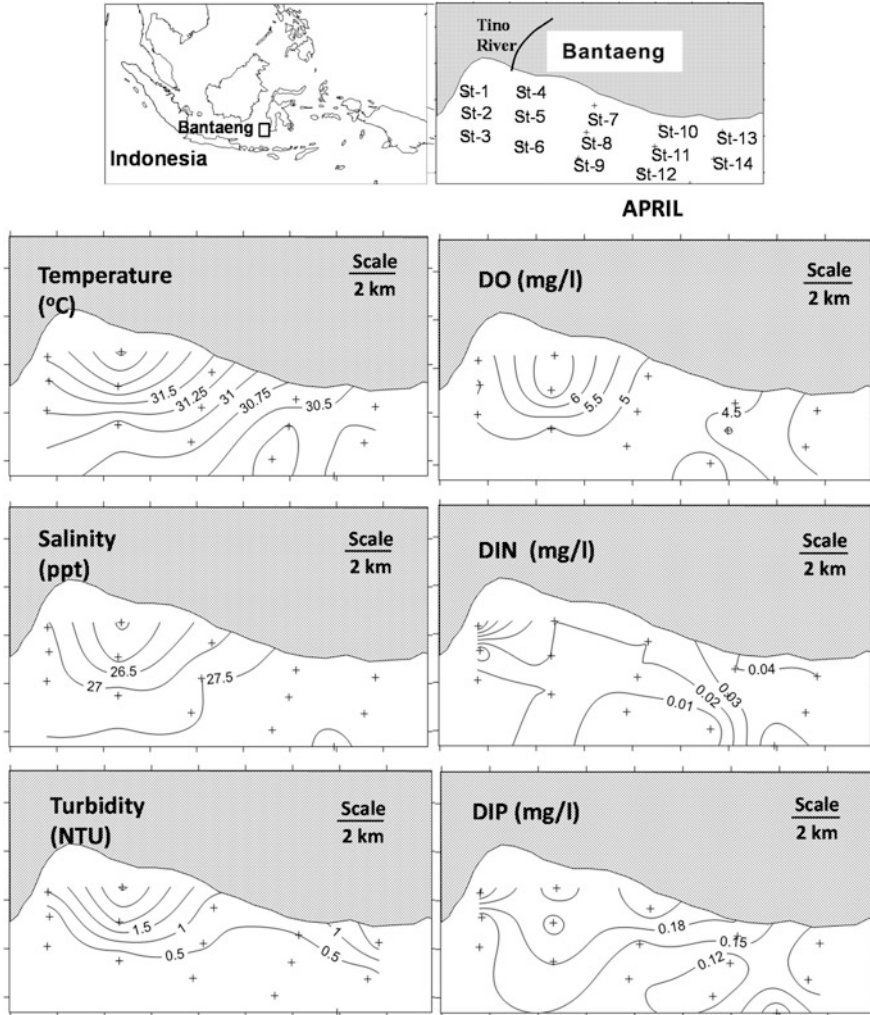 Tino
River
Bantaeng
St-1
St-4
St-2
St-5
St-7
St-10
St-13
St-3
St-6
St-8
St-11
St-14
St-9
St-12
Bantaeng
Indonesia
APRIL
Temperature
(°C)
Scale
2 km
31.5
31.25
31
30.75
30.5
DO (mg/l)
Scale
2 km
6
5.5
5
4.5
Salinity
(ppt)
Scale
2 km
26.5
27
27.5
DIN (mg/l)
Scale
2 km
0.04
0.03
0.02
0.01
Turbidity
(NTU)
Scale
2 km
1.5
1
0.5
1
0.5
DIP (mg/l)
Scale
2 km
0.18
0.15
0.12